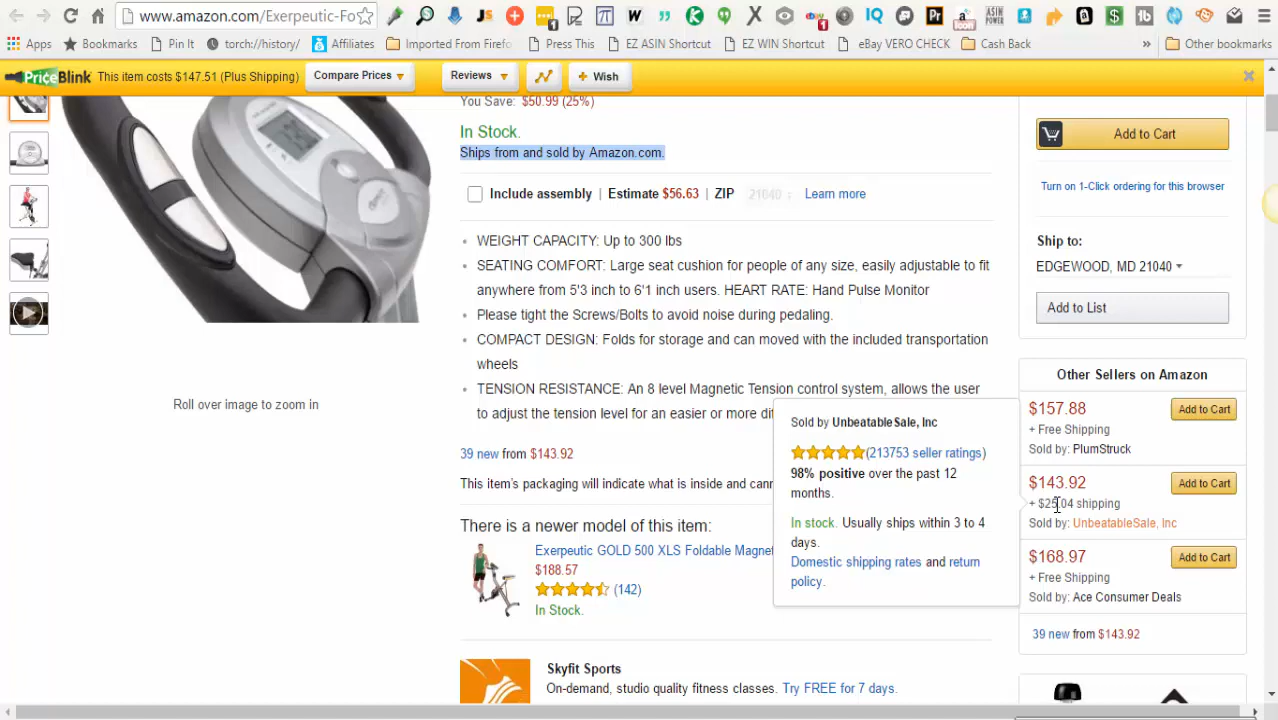 www.amazon.com/Exerpeutic-Fo
Apps Bookmarks Pin It torch://history/ Affiliates Imported From Firefo Press This EZ ASIN Shortcut EZ WIN Shortcut eBay VERO CHECK Cash Back » Other bookmarks
PriceBlink This item costs $147.51 (Plus Shipping) Compare Prices Reviews + Wish
You Save: $50.99 (25%)
In Stock.
Ships from and sold by Amazon.com.
Include assembly | Estimate $56.63 | ZIP 21040 Learn more
• WEIGHT CAPACITY: Up to 300 lbs
• SEATING COMFORT: Large seat cushion for people of any size, easily adjustable to fit
anywhere from 5'3 inch to 6'1 inch users. HEART RATE: Hand Pulse Monitor
• Please tight the Screws/Bolts to avoid noise during pedaling.
• COMPACT DESIGN: Folds for storage and can moved with the included transportation
wheels
• TENSION RESISTANCE: An 8 level Magnetic Tension control system, allows the user
to adjust the tension level for an easier or more dif
39 new from $143.92
This item's packaging will indicate what is inside and canno
There is a newer model of this item:
Exerpeutic GOLD 500 XLS Foldable Magnet
$188.57
(142)
In Stock.
Skyfit Sports
On-demand, studio quality fitness classes. Try FREE for 7 days.
Roll over image to zoom in
Sold by UnbeatableSale, Inc
(213753 seller ratings)
98% positive over the past 12
months.
In stock. Usually ships within 3 to 4
days.
Domestic shipping rates and return
policy.
Add to Cart
Turn on 1-Click ordering for this browser
Ship to:
EDGEWOOD, MD 21040
Add to List
Other Sellers on Amazon
$157.88 Add to Cart
+ Free Shipping
Sold by: PlumStruck
$143.92 Add to Cart
+ $25.04 shipping
Sold by: UnbeatableSale, Inc
$168.97 Add to Cart
+ Free Shipping
Sold by: Ace Consumer Deals
39 new from $143.92